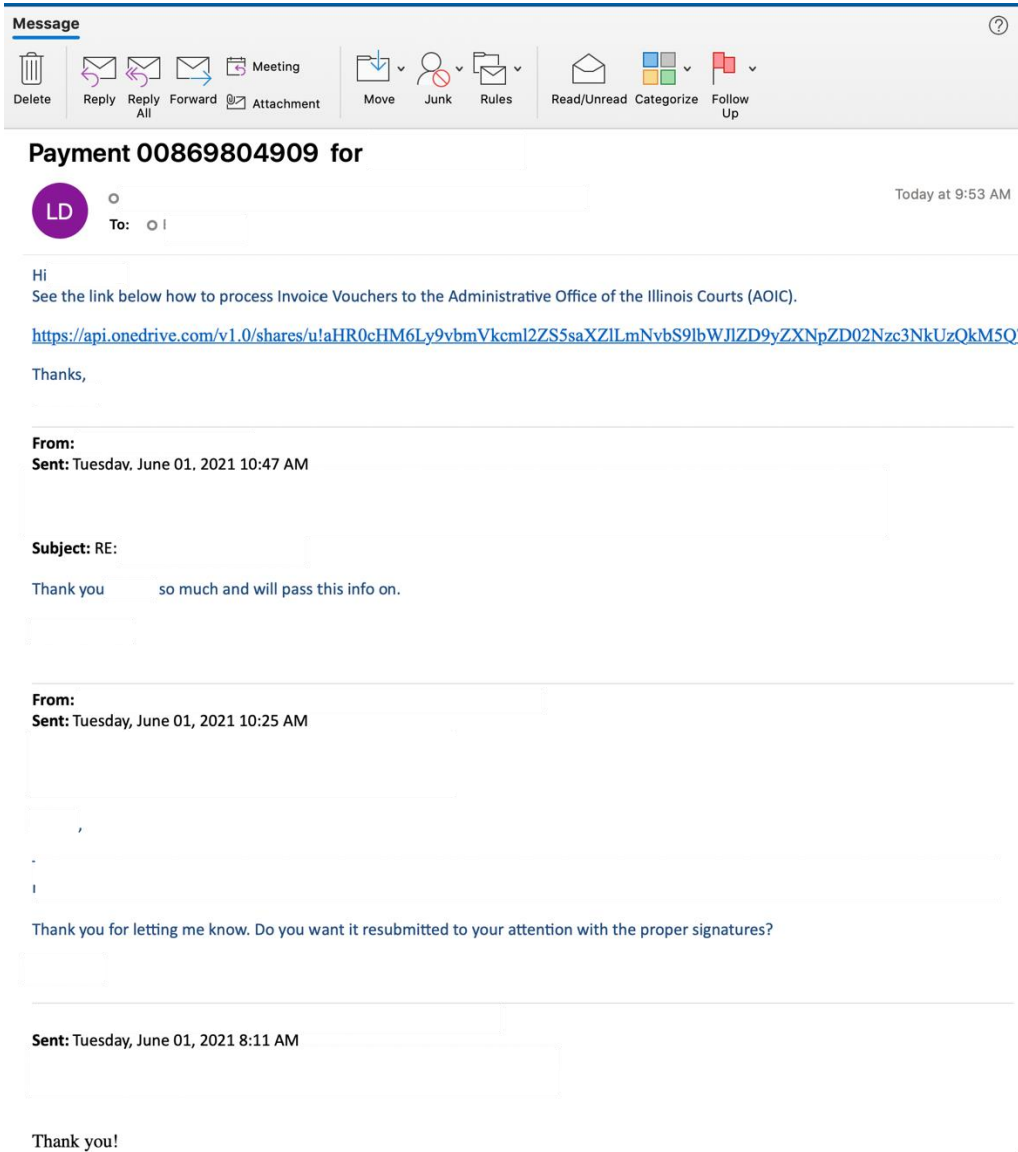 Message
Delete
Reply
Reply All
Forward
Meeting
Attachment
Move
Junk
Rules
Read/Unread
Categorize
Follow Up
Payment 00869804909 for
LD
Today at 9:53 AM
To:
Hi
See the link below how to process Invoice Vouchers to the Administrative Office of the Illinois Courts (AOIC).
https://api.onedrive.com/v1.0/shares/u!aHR0cHM6Ly9vbmVkcml2ZS5saXZlLmNvbS9lbWJlZD9yZXNpZD02Nzc3NkUzQkM5Q
Thanks,
From:
Sent: Tuesday, June 01, 2021 10:47 AM
Subject: RE:
Thank you so much and will pass this info on.
From:
Sent: Tuesday, June 01, 2021 10:25 AM
,
Thank you for letting me know. Do you want it resubmitted to your attention with the proper signatures?
Sent: Tuesday, June 01, 2021 8:11 AM
Thank you!